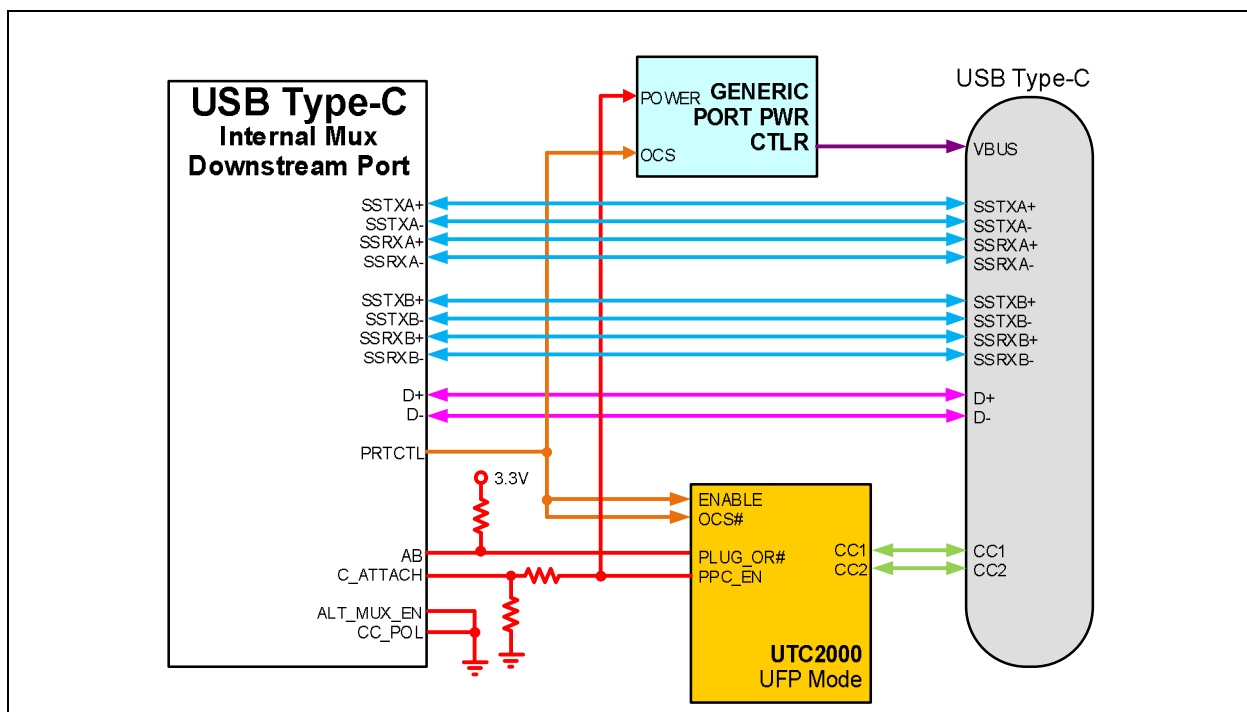 USB Type-C
Internal Mux
Downstream Port
SSTXA+
SSTXA-
SSRXA+
SSRXA-
SSTXB+
SSTXB-
SSRXB+
SSRXB-
D+
D-
PRTCTL
AB
C_ATTACH
ALT_MUX_EN
CC_POL
3.3V
POWER
GENERIC
PORT PWR
CTLR
OCS
ENABLE
OCS#
PLUG_OR#
PPC_EN
CC1
CC2
UTC2000
UFP Mode
USB Type-C
VBUS
SSTXA+
SSTXA-
SSRXA+
SSRXA-
SSTXB+
SSTXB-
SSRXB+
SSRXB-
D+
D-
CC1
CC2